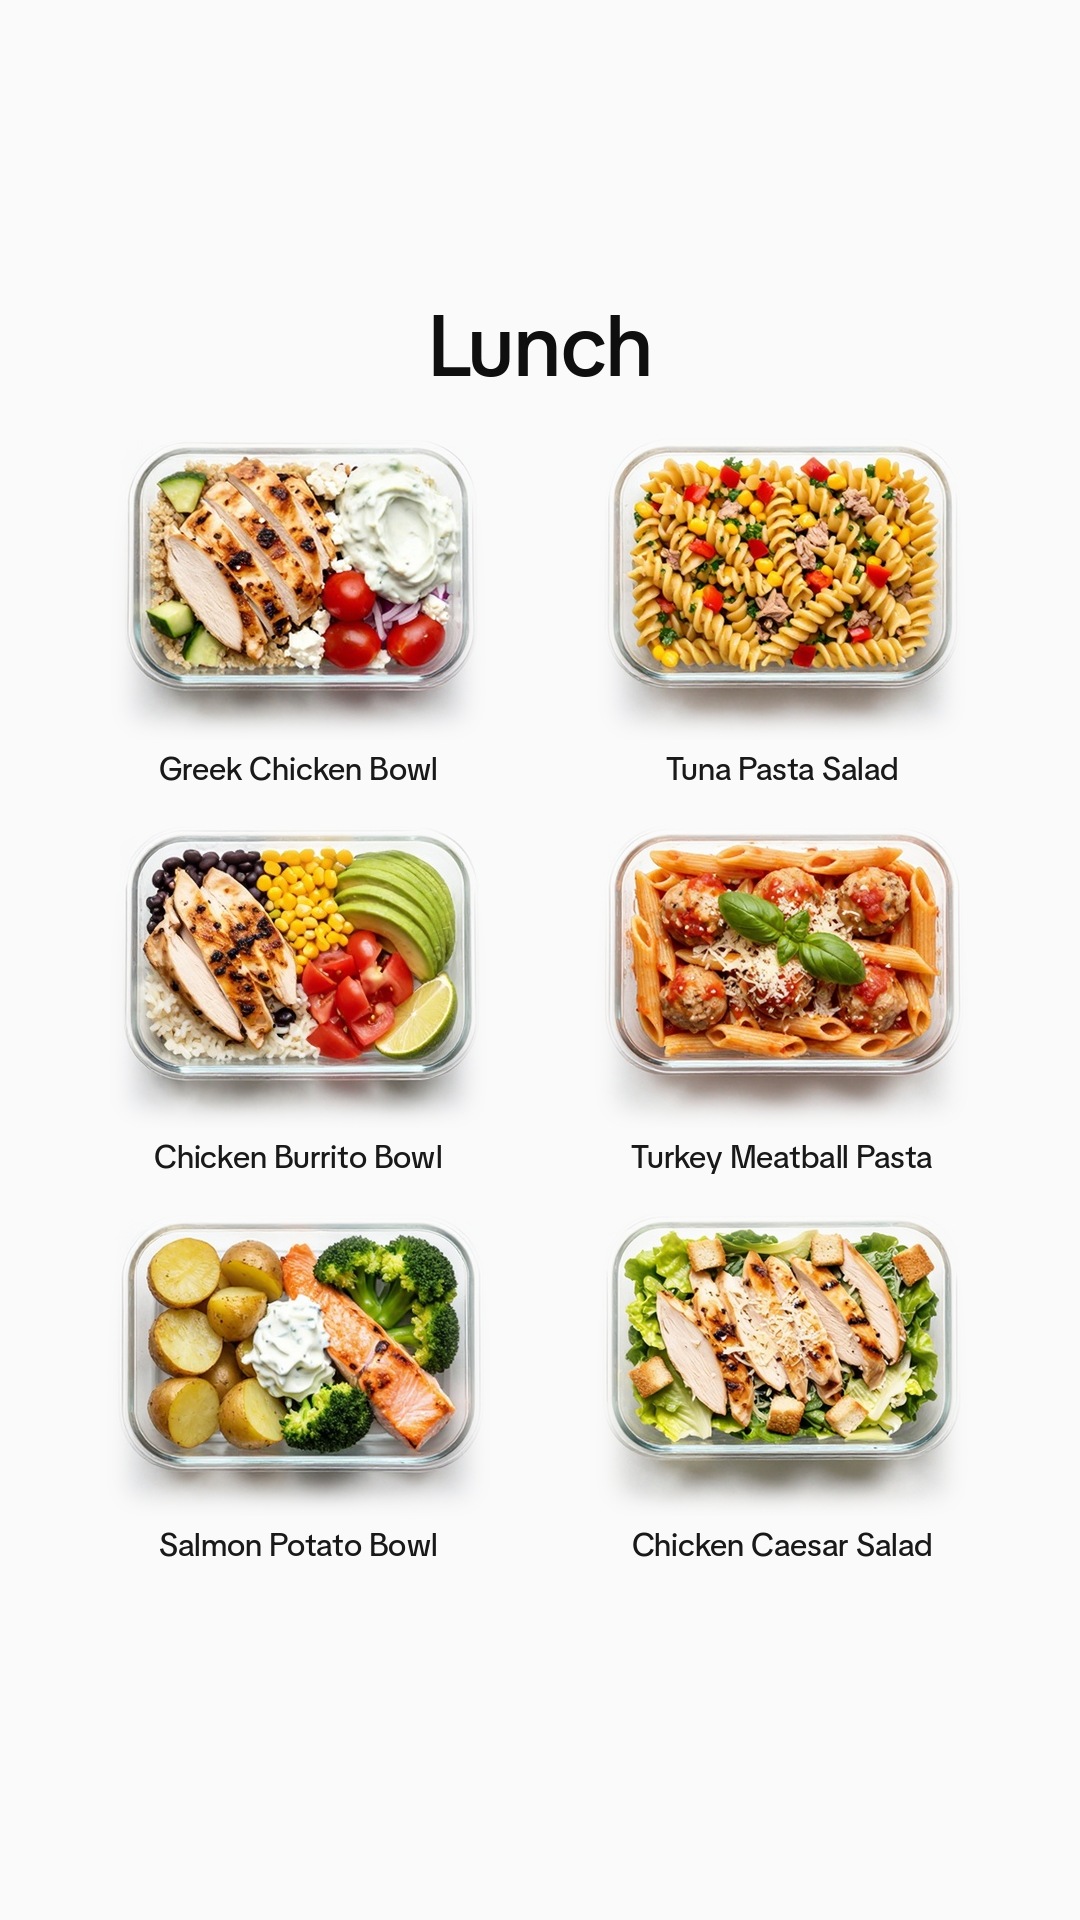 Lunch
Greek Chicken Bowl
Tuna Pasta Salad
Chicken Burrito Bowl
Turkey Meatball Pasta
Salmon Potato Bowl
Chicken Caesar Salad